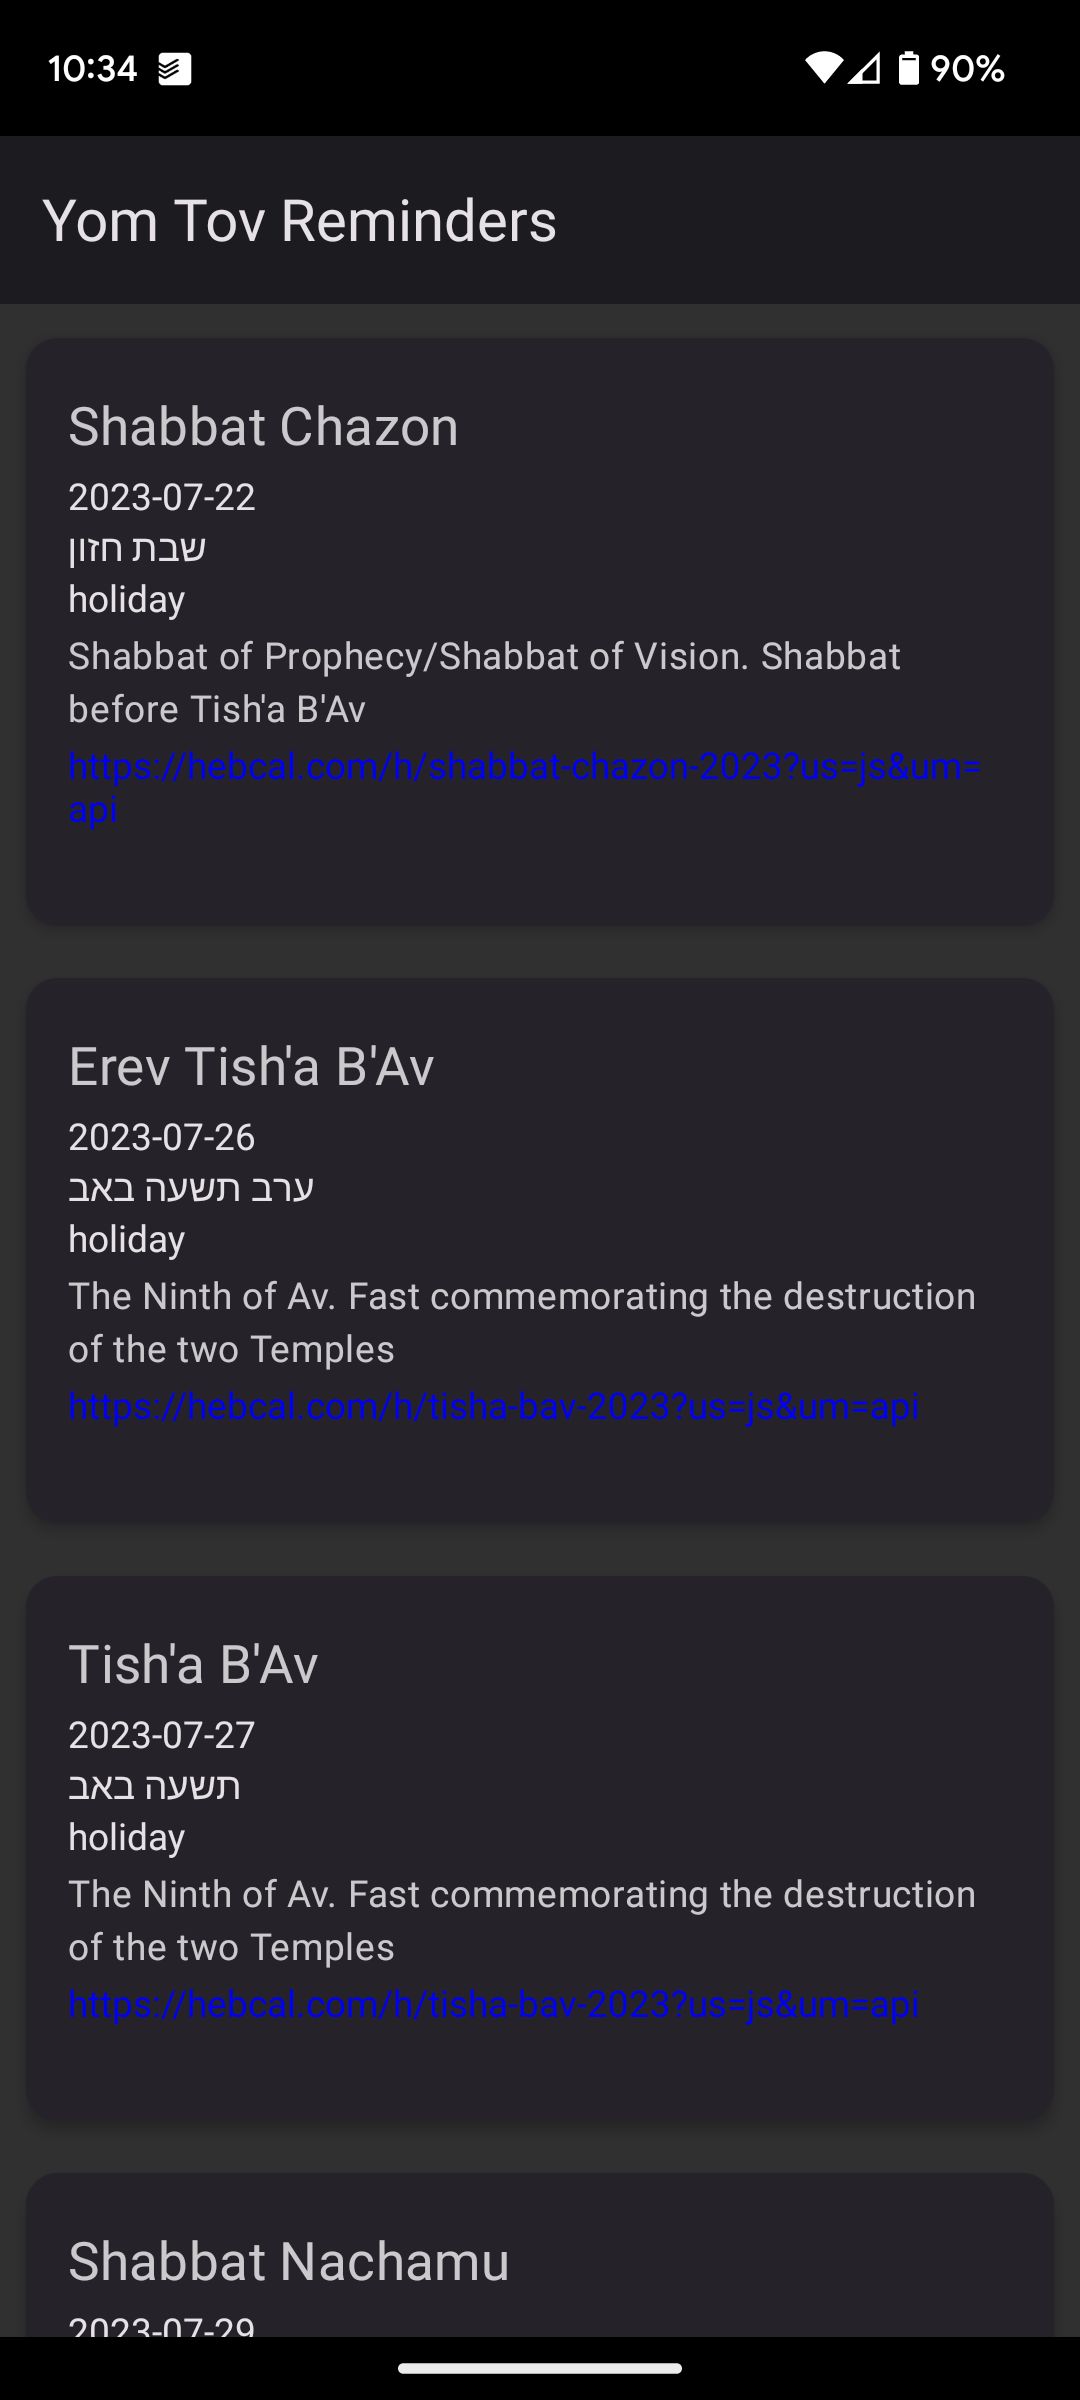 10:34
90%
Yom Tov Reminders
Shabbat Chazon
2023-07-22
שבת חזון
holiday
Shabbat of Prophecy/Shabbat of Vision. Shabbat
before Tish'a B'Av
https://hebcal.com/h/shabbat-chazon-2023?us=js&um=
api
Erev Tish'a B'Av
2023-07-26
ערב תשעה באב
holiday
The Ninth of Av. Fast commemorating the destruction
of the two Temples
https://hebcal.com/h/tisha-bav-2023?us=js&um=api
Tish'a B'Av
2023-07-27
תשעה באב
holiday
The Ninth of Av. Fast commemorating the destruction
of the two Temples
https://hebcal.com/h/tisha-bav-2023?us=js&um=api
Shabbat Nachamu
2023-07-29